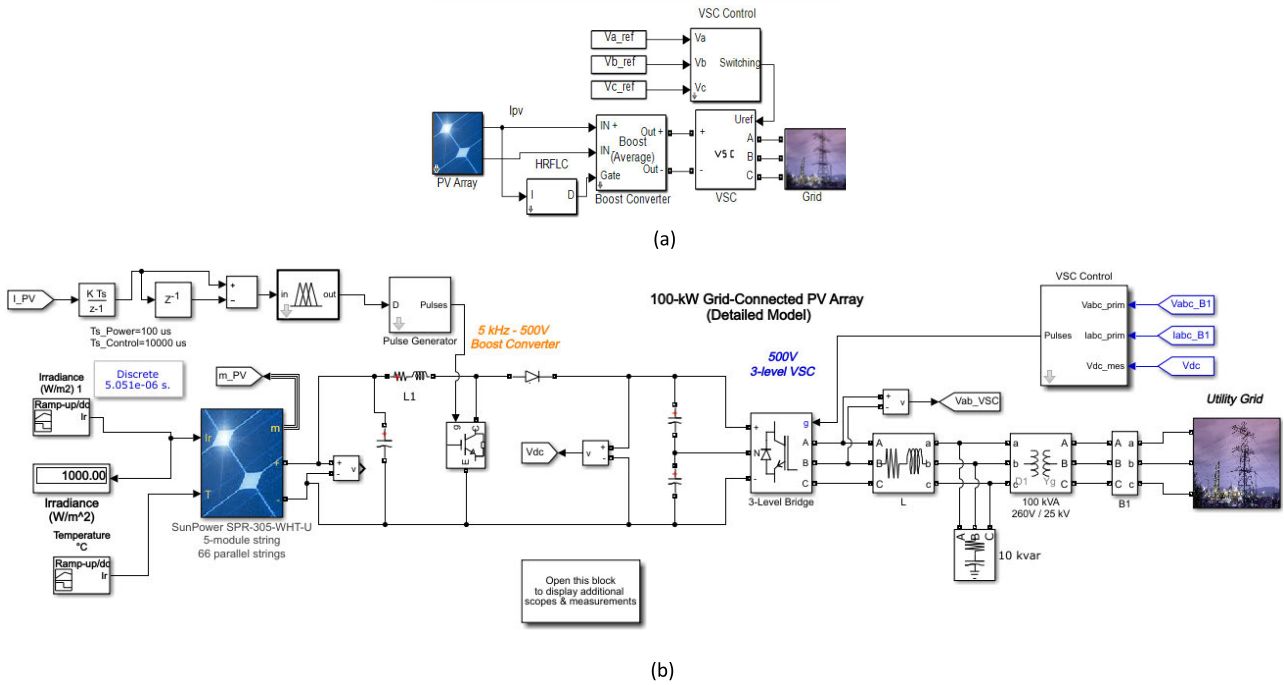 VSC Control
Va_ref
Vb_ref
Vc_ref
Va
Vb
Vc
Switching
Ipv
PV Array
HRFLC
I
D
IN +
IN -
Gate
Boost
(Average)
Out +
Out -
Boost Converter
Uref
+
-
VSC
A
B
C
VSC
Grid
(a)
I_PV
K Ts
z-1
Z-1
+
-
in
out
D
Pulses
Pulse Generator
Ts_Power=100 us
Ts_Control=10000 us
Discrete
5.051e-06 s.
5 kHz - 500V
Boost Converter
100-kW Grid-Connected PV Array
(Detailed Model)
500V
3-level VSC
VSC Control
Pulses
Vabc_prim
Iabc_prim
Vdc_mes
Vabc_B1
Iabc_B1
Vdc
Irradiance
(W/m2) 1
Ramp-up/do
Ir
1000.00
Irradiance
(W/m^2)
Temperature
°C
Ramp-up/do
Ir
m_PV
Ir
T
m
+
-
SunPower SPR-305-WHT-U
5-module string
66 parallel strings
+
-
v
+
L1
g
C
E
Vdc
v
+
-
+
+
+
N
-
g
A
B
C
3-Level Bridge
+
-
v
Vab_VSC
A
B
C
a
b
c
L
A
B
C
10 kvar
a
b
c
D1
Yg
A
B
C
100 kVA
260V / 25 kV
A
B
C
a
b
c
B1
Utility Grid
Open this block
to display additional
scopes & measurements
(b)